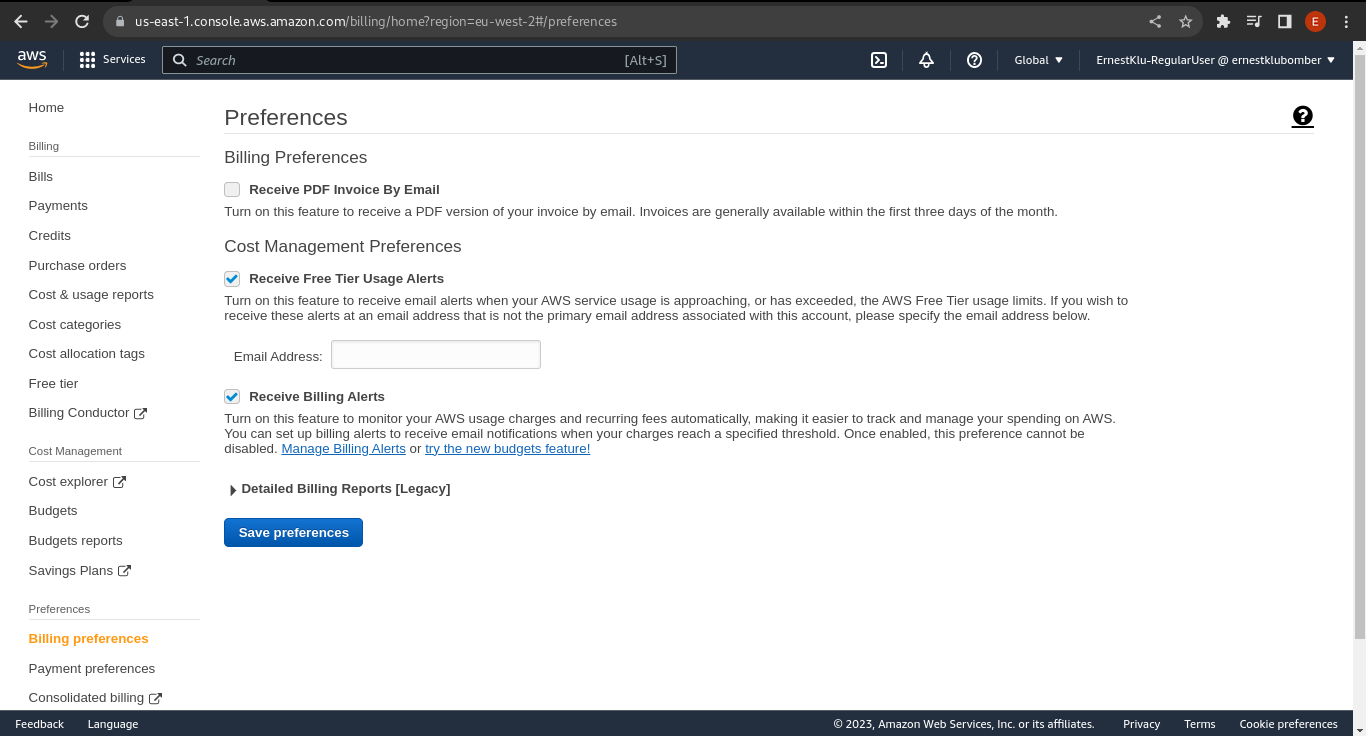 us-east-1.console.aws.amazon.com/billing/home?region=eu-west-2#/preferences
E
aws
Services
Search
[Alt+S]
Global
ErnestKlu-RegularUser @ ernestklubomber
Home
Billing
Bills
Payments
Credits
Purchase orders
Cost & usage reports
Cost categories
Cost allocation tags
Free tier
Billing Conductor
Cost Management
Cost explorer
Budgets
Budgets reports
Savings Plans
Preferences
Billing preferences
Payment preferences
Consolidated billing
Preferences
Billing Preferences
Receive PDF Invoice By Email
Turn on this feature to receive a PDF version of your invoice by email. Invoices are generally available within the first three days of the month.
Cost Management Preferences
Receive Free Tier Usage Alerts
Turn on this feature to receive email alerts when your AWS service usage is approaching, or has exceeded, the AWS Free Tier usage limits. If you wish to
receive these alerts at an email address that is not the primary email address associated with this account, please specify the email address below.
Email Address:
Receive Billing Alerts
Turn on this feature to monitor your AWS usage charges and recurring fees automatically, making it easier to track and manage your spending on AWS.
You can set up billing alerts to receive email notifications when your charges reach a specified threshold. Once enabled, this preference cannot be
disabled. Manage Billing Alerts or try the new budgets feature!
Detailed Billing Reports [Legacy]
Save preferences
Feedback
Language
© 2023, Amazon Web Services, Inc. or its affiliates.
Privacy
Terms
Cookie preferences